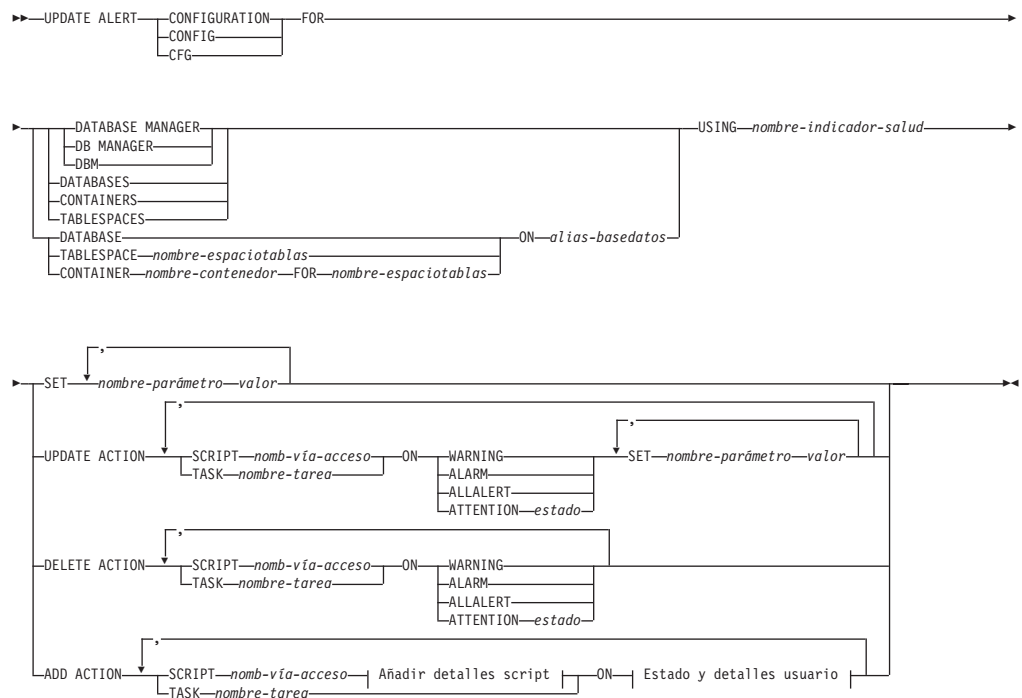 UPDATE ALERT CONFIGURATION FOR
CONFIG
CFG
DATABASE MANAGER USING nombre-indicador-salud
DB MANAGER
DBM
DATABASES
CONTAINERS
TABLESPACES
DATABASE ON alias-basedatos
TABLESPACE nombre-espaciotablas
CONTAINER nombre-contenedor FOR nombre-espaciotablas
,
SET nombre-parámetro valor
,
,
UPDATE ACTION SCRIPT nomb-vía-acceso ON WARNING SET nombre-parámetro valor
TASK nombre-tarea ALARM
ALLALERT
ATTENTION estado
,
DELETE ACTION SCRIPT nomb-vía-acceso ON WARNING
TASK nombre-tarea ALARM
ALLALERT
ATTENTION estado
,
ADD ACTION SCRIPT nomb-vía-acceso Añadir detalles script ON Estado y detalles usuario
TASK nombre-tarea